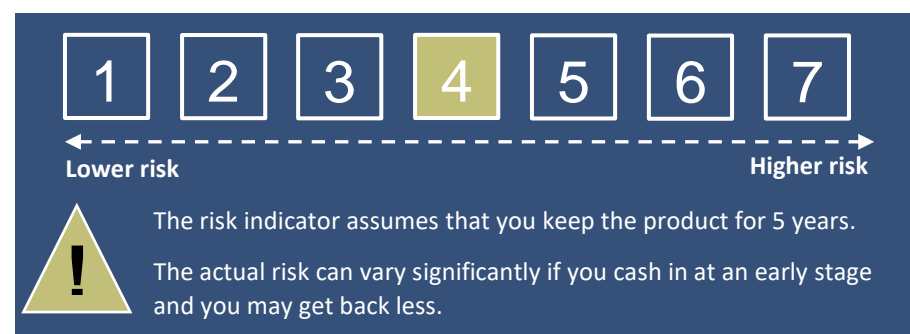 1 2 3 4 5 6 7
Lower risk Higher risk
The risk indicator assumes that you keep the product for 5 years.
! The actual risk can vary significantly if you cash in at an early stage
and you may get back less.